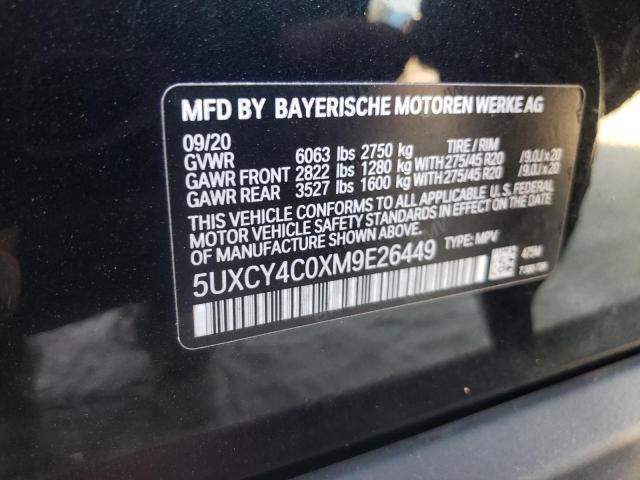 MFD BY BAYERISCHE MOTOREN WERKE AG
09/20 TIRE / RIM
GVWR 6063 lbs 2750 kg
GAWR FRONT 2822 lbs 1280 kg WITH 275/45 R20 /9.0J x 20
GAWR REAR 3527 lbs 1600 kg WITH 275/45 R20 /9.0J x 20
THIS VEHICLE CONFORMS TO ALL APPLICABLE U.S. FEDERAL
MOTOR VEHICLE SAFETY STANDARDS IN EFFECT ON THE DATE
OF MANUFACTURE SHOWN ABOVE.
5UXCY4C0XM9E26449 TYPE: MPV
475M